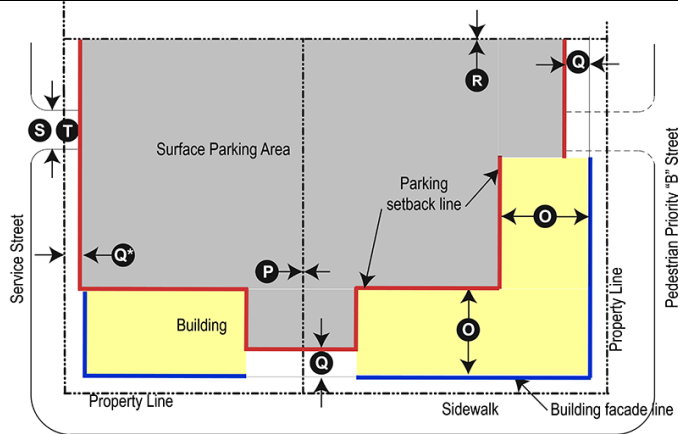 R
Q
S
T
Surface Parking Area
Parking
setback line
O
Q*
P
Service Street
Pedestrian Priority "B" Street
Building
O
Q
Property Line
Property Line
Sidewalk
Building facade line